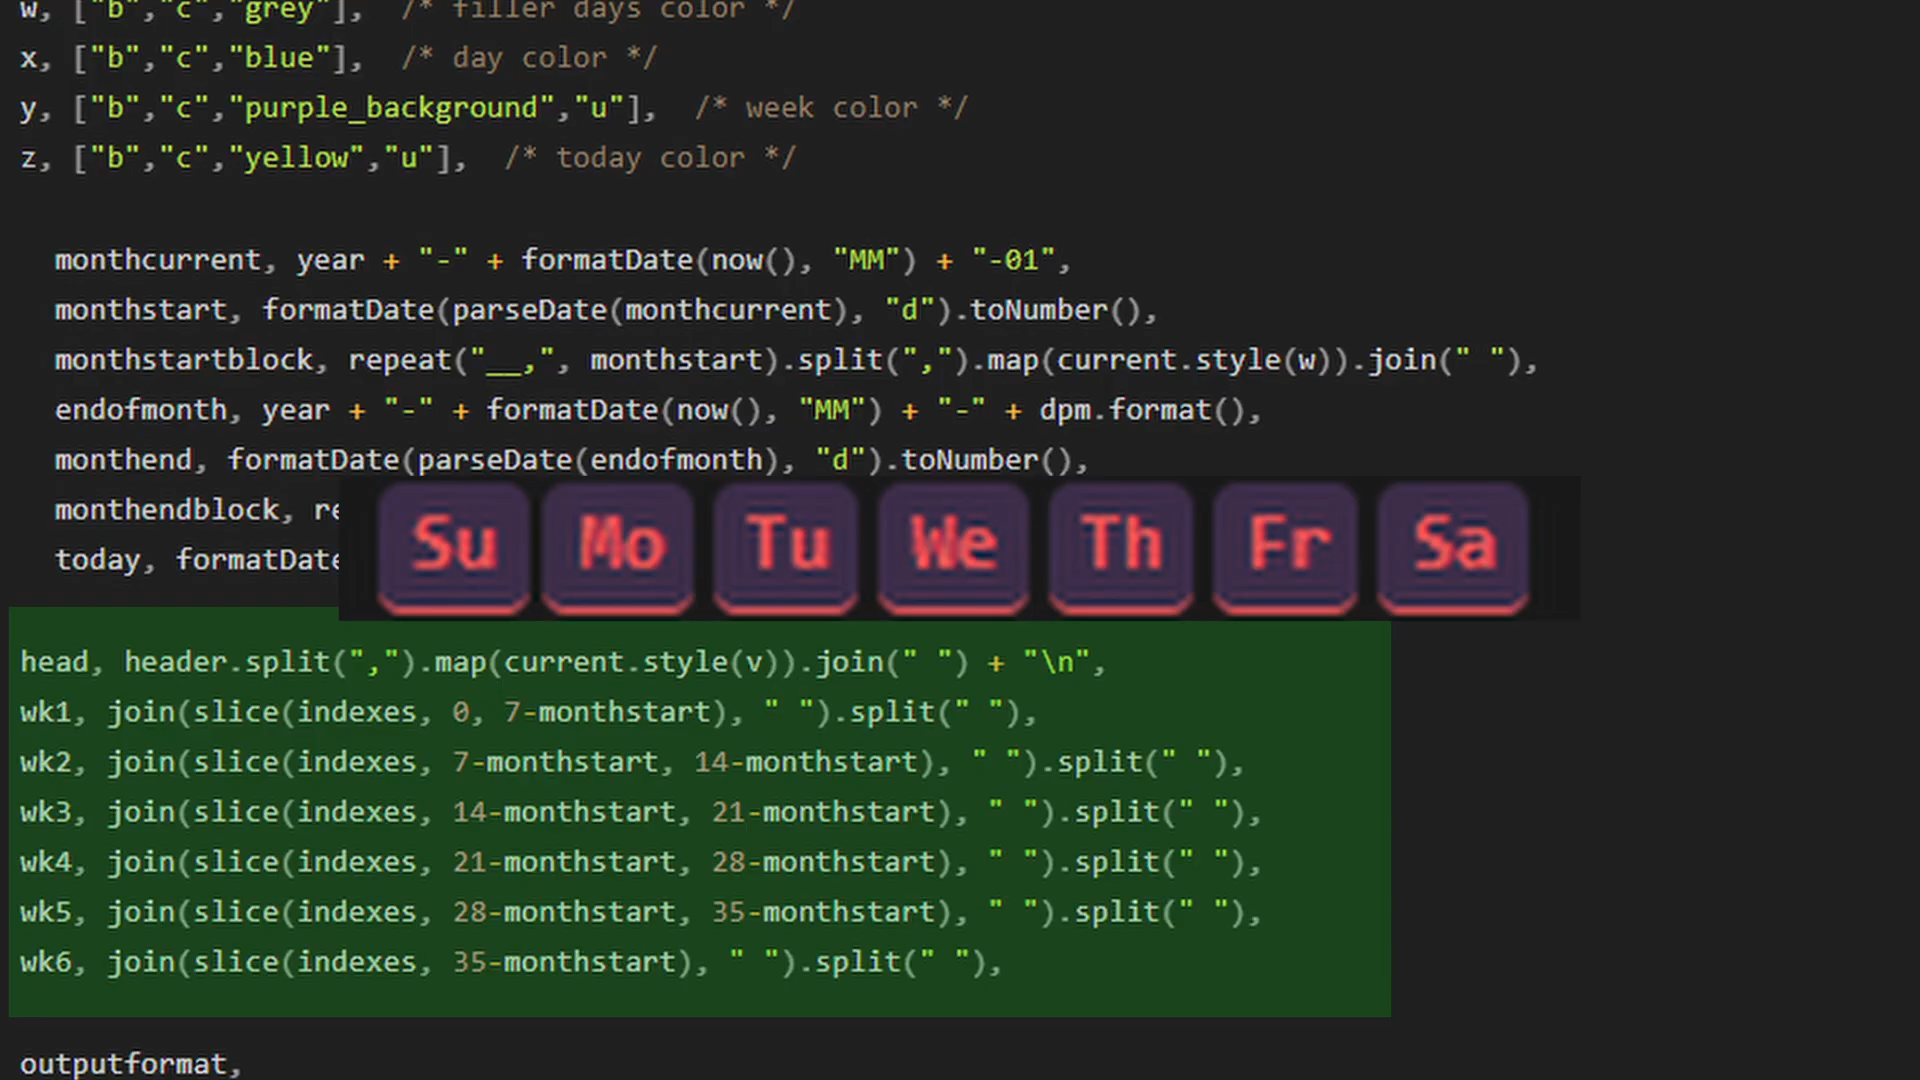 w, ["b","c","grey"],  /* filler days color */
x, ["b","c","blue"],  /* day color */
y, ["b","c","purple_background","u"],  /* week color */
z, ["b","c","yellow","u"],  /* today color */
monthcurrent, year + "-" + formatDate(now(), "MM") + "-01",
monthstart, formatDate(parseDate(monthcurrent), "d").toNumber(),
monthstartblock, repeat("__,", monthstart).split(",").map(current.style(w)).join(" "),
endofmonth, year + "-" + formatDate(now(), "MM") + "-" + dpm.format(),
monthend, formatDate(parseDate(endofmonth), "d").toNumber(),
monthendblock, re
today, formatDate
Su Mo Tu We Th Fr Sa
head, header.split(",").map(current.style(v)).join(" ") + "\n",
wk1, join(slice(indexes, 0, 7-monthstart), " ").split(" "),
wk2, join(slice(indexes, 7-monthstart, 14-monthstart), " ").split(" "),
wk3, join(slice(indexes, 14-monthstart, 21-monthstart), " ").split(" "),
wk4, join(slice(indexes, 21-monthstart, 28-monthstart), " ").split(" "),
wk5, join(slice(indexes, 28-monthstart, 35-monthstart), " ").split(" "),
wk6, join(slice(indexes, 35-monthstart), " ").split(" "),
outputformat,